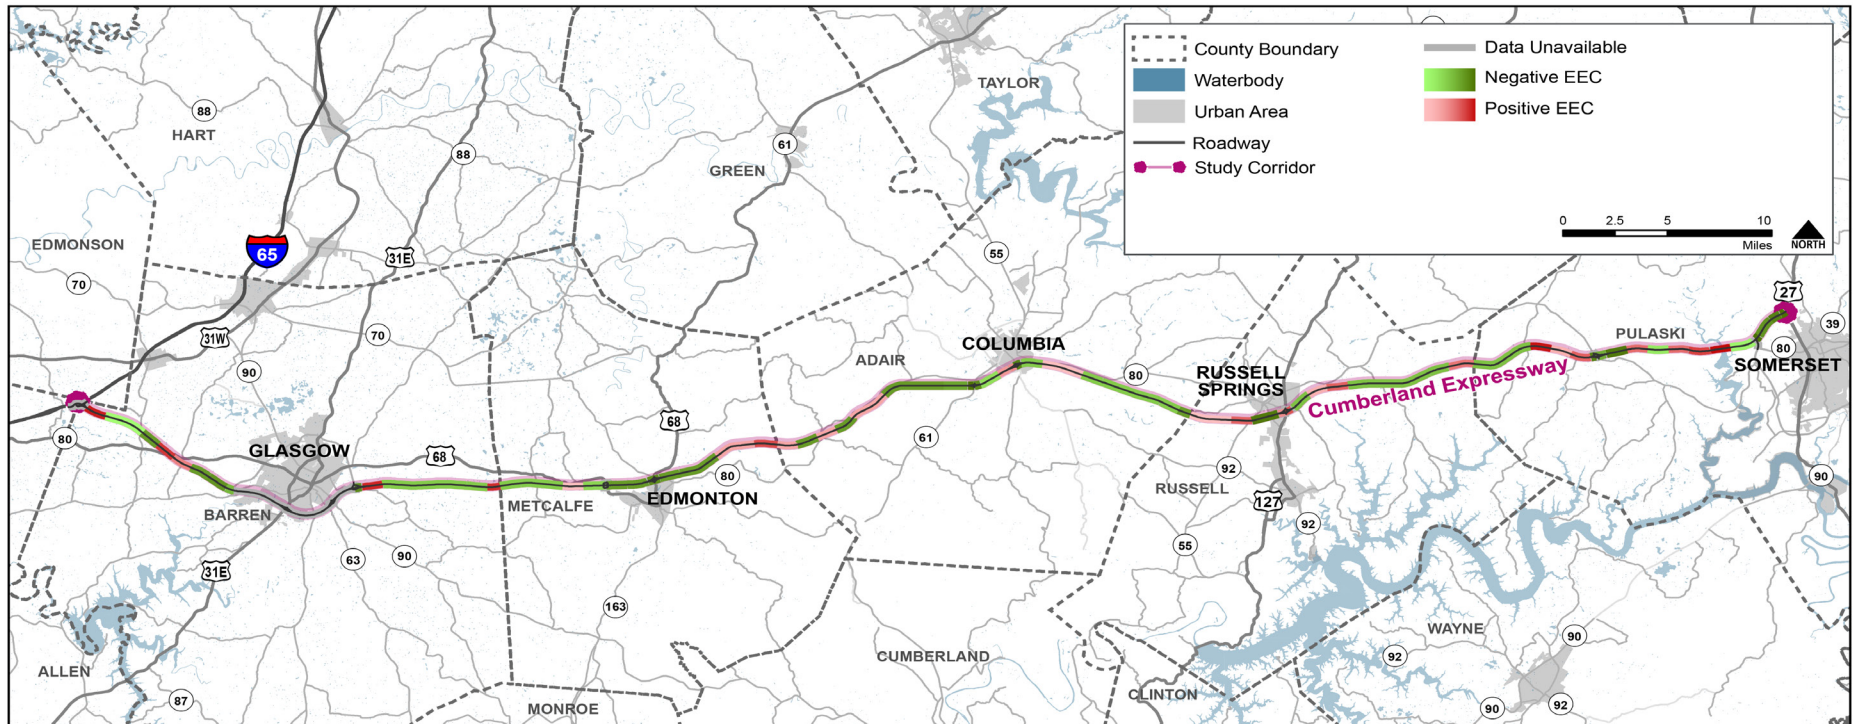 County Boundary
Waterbody
Urban Area
Roadway
Study Corridor
Data Unavailable
Negative EEC
Positive EEC
0 2.5 5 10
Miles
NORTH
TAYLOR
88
HART
88
61
GREEN
EDMONSON
65
31E
55
70
27
31W
70
39
PULASKI
80
COLUMBIA
ADAIR
SOMERSET
90
80
RUSSELL
SPRINGS
Cumberland Expressway
68
80
61
GLASGOW
68
92
80
90
EDMONTON
RUSSELL
METCALFE
127
BARREN
92
63
90
55
31E
163
WAYNE
90
92
CUMBERLAND
ALLEN
CLINTON
87
MONROE
90
92